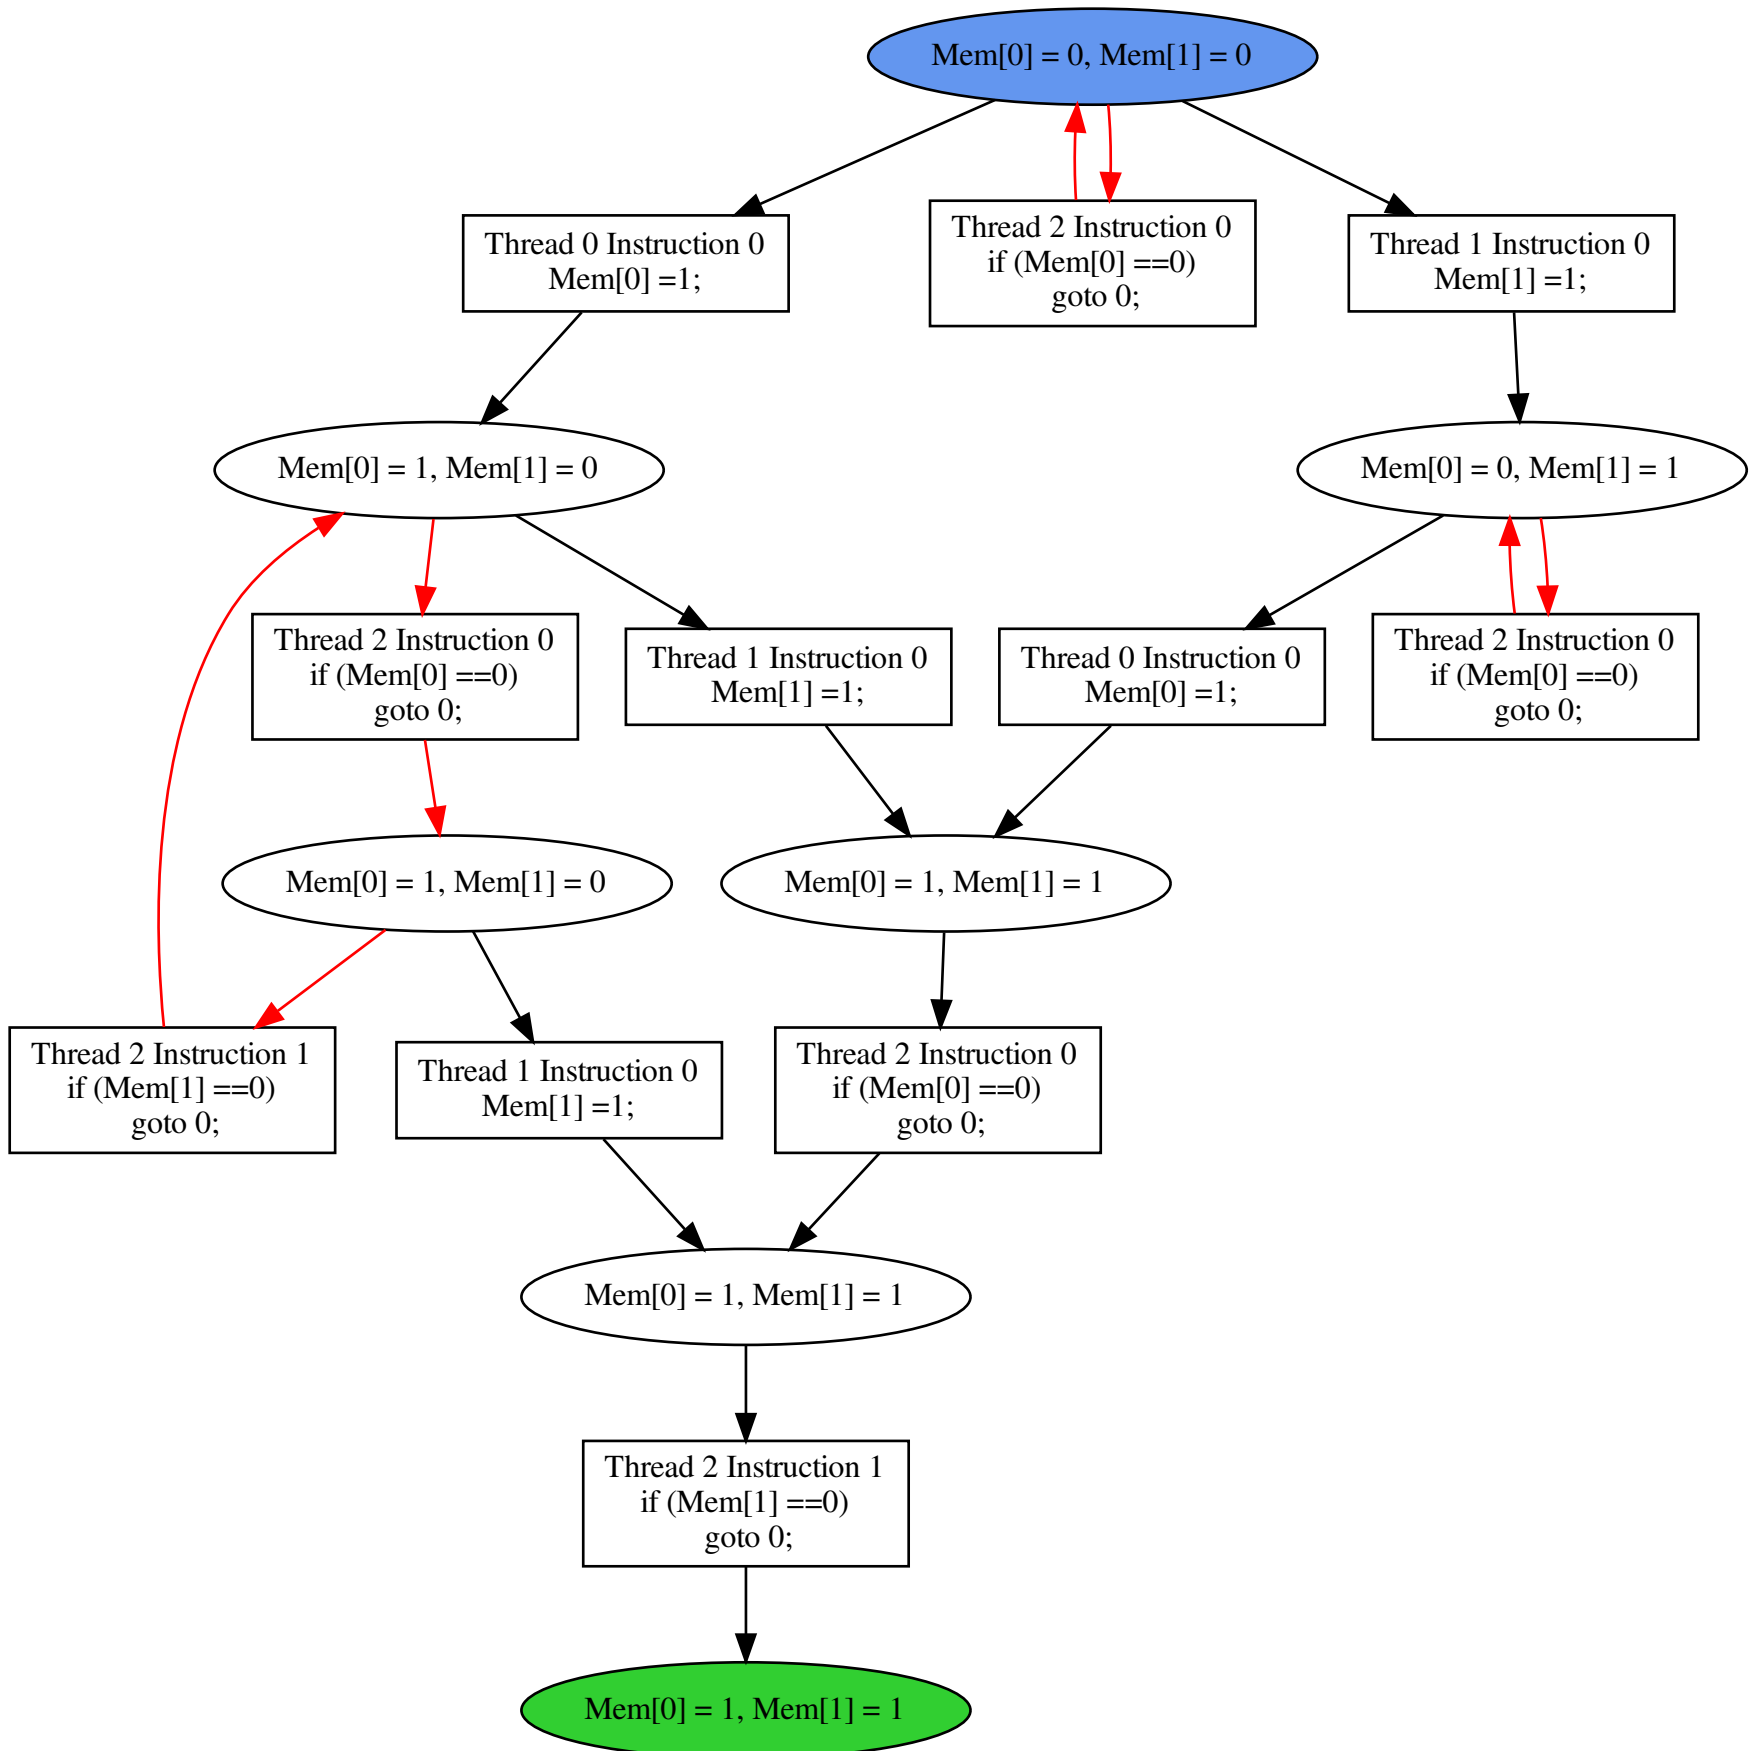 Mem[0] = 0, Mem[1] = 0
Thread 0 Instruction 0
Mem[0] =1;
Thread 2 Instruction 0
if (Mem[0] ==0)
goto 0;
Thread 1 Instruction 0
Mem[1] =1;
Mem[0] = 1, Mem[1] = 0
Mem[0] = 0, Mem[1] = 1
Thread 2 Instruction 0
if (Mem[0] ==0)
goto 0;
Thread 1 Instruction 0
Mem[1] =1;
Thread 0 Instruction 0
Mem[0] =1;
Thread 2 Instruction 0
if (Mem[0] ==0)
goto 0;
Mem[0] = 1, Mem[1] = 0
Mem[0] = 1, Mem[1] = 1
Thread 2 Instruction 1
if (Mem[1] ==0)
goto 0;
Thread 1 Instruction 0
Mem[1] =1;
Thread 2 Instruction 0
if (Mem[0] ==0)
goto 0;
Mem[0] = 1, Mem[1] = 1
Thread 2 Instruction 1
if (Mem[1] ==0)
goto 0;
Mem[0] = 1, Mem[1] = 1